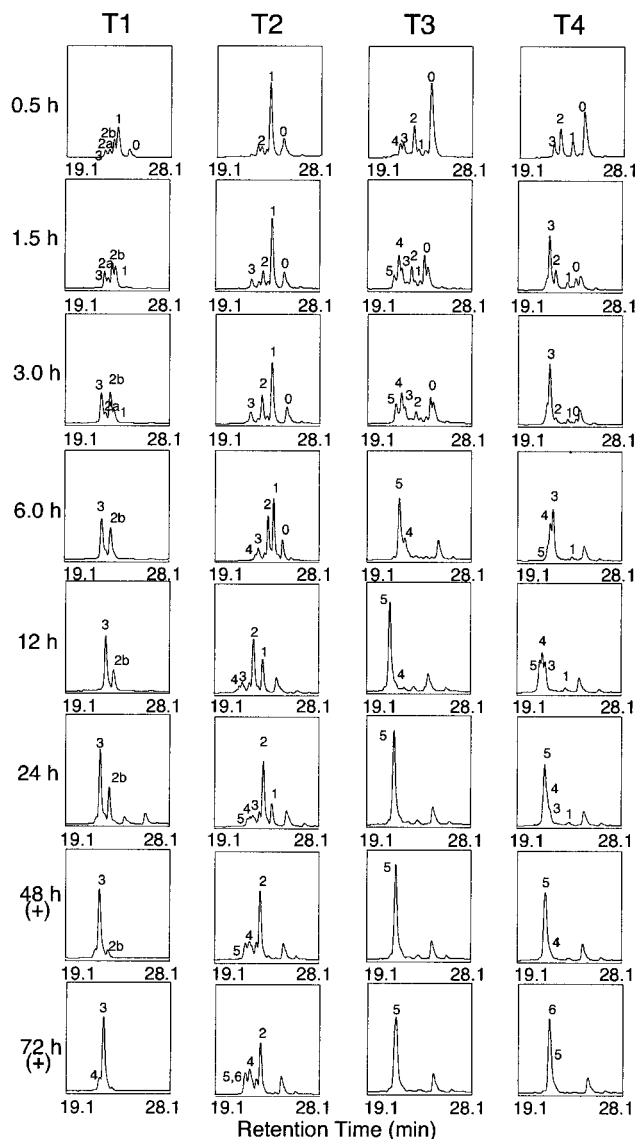 T1 T2 T3 T4
0.5 h
2b 1 2a 3 0
1 2 0
0 2 4 3 1
0 2 3 1
19.1 28.1 19.1 28.1 19.1 28.1 19.1 28.1
1.5 h
2b 2a 3 1
1 3 2 0
4 0 2 5 1
3 2 1 0
19.1 28.1 19.1 28.1 19.1 28.1 19.1 28.1
3.0 h
3 2b 2a 1
1 2 3 0
4 0 5 3 2
3 2 1 0
19.1 28.1 19.1 28.1 19.1 28.1 19.1 28.1
6.0 h
3 2b
1 2 0 3 4
5 4
3 4 5 1
19.1 28.1 19.1 28.1 19.1 28.1 19.1 28.1
12 h
3 2b
2 1 4 3
5 4
4 5 3 1
19.1 28.1 19.1 28.1 19.1 28.1 19.1 28.1
24 h
3 2b
2 4 3 1 5
5
5 4 3 1
19.1 28.1 19.1 28.1 19.1 28.1 19.1 28.1
48 h
(+)
3 2b
2 4 5
5
5 4
19.1 28.1 19.1 28.1 19.1 28.1 19.1 28.1
72 h
(+)
3 4
2 4 5,6
5
6 5
19.1 28.1 19.1 28.1 19.1 28.1 19.1 28.1
Retention Time (min)